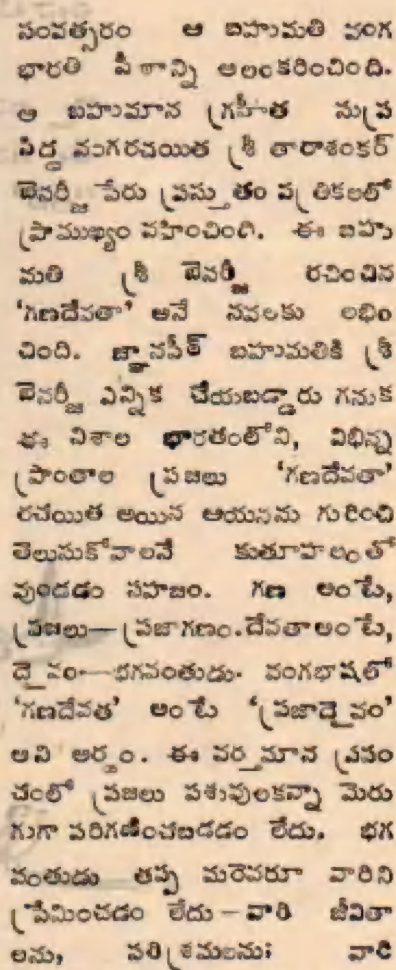 సంవత్సరం ఆ బహుమతి వంగ
భారతి పీఠాన్ని అలంకరించింది.
ఆ బహుమాన గ్రహీత సుప్ర
సిద్ధ వంగరచయిత శ్రీ తారాశంకర్
బెనర్జీ పేరు ప్రస్తుతం పత్రికలలో
ప్రాముఖ్యం వహించింది. ఈ బహు
మతి శ్రీ బెనర్జీ రచించిన
'గణదేవతా' అనే నవలకు లభిం
చింది. జ్ఞానపీఠ్ బహుమతికి శ్రీ
బెనర్జీ ఎన్నిక చేయబడ్డారు గనుక
ఈ విశాల భారతంలోని, విభిన్న
ప్రాంతాల ప్రజలు 'గణదేవతా'
రచయిత అయిన ఆయనను గురించి
తెలుసుకోవాలనే కుతూహలంతో
వుండడం సహజం. గణ అంటే,
ప్రజలు—ప్రజాగణం. దేవతా అంటే,
దైవం—భగవంతుడు. వంగభాషలో
'గణదేవత' అంటే 'ప్రజాదైవం'
అని అర్థం. ఈ వర్తమాన ప్రపం
చంలో ప్రజలు పశువులకన్నా మెరు
గుగా పరిగణించబడడం లేదు. భగ
వంతుడు తప్ప మరెవరూ వారిని
ప్రేమించడం లేదు – వారి జీవితా
లను, పరిశ్రమలను; వారి